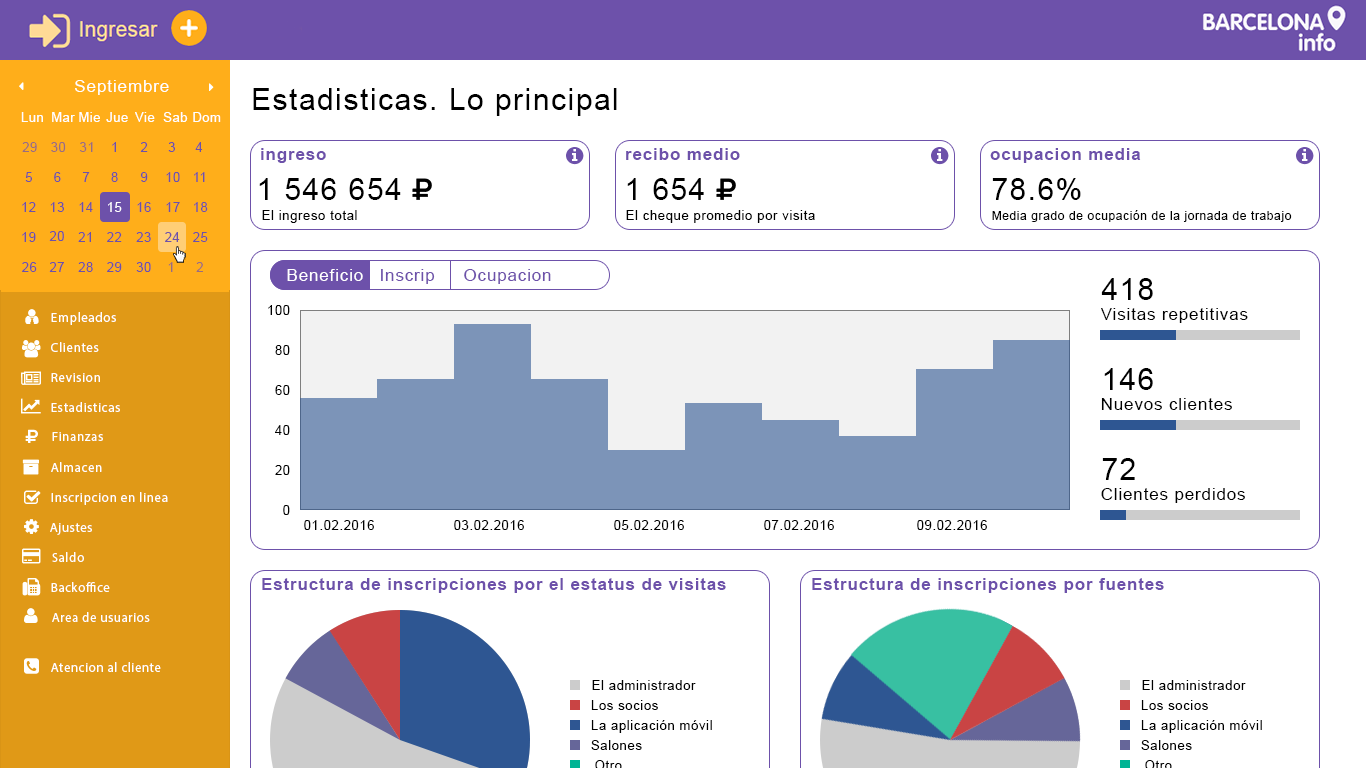 Ingresar
BARCELONA
info
Septiembre
Lun Mar Mie Jue Vie Sab Dom
29 30 31 1 2 3 4
5 6 7 8 9 10 11
12 13 14 15 16 17 18
19 20 21 22 23 24 25
26 27 28 29 30 1 2
Empleados
Clientes
Revision
Estadisticas
Finanzas
Almacen
Inscripcion en linea
Ajustes
Saldo
Backoffice
Area de usuarios
Atencion al cliente
Estadisticas. Lo principal
ingreso
1 546 654 ₽
El ingreso total
recibo medio
1 654 ₽
El cheque promedio por visita
ocupacion media
78.6%
Media grado de ocupación de la jornada de trabajo
Beneficio Inscrip Ocupacion
100
80
60
40
20
0
01.02.2016 03.02.2016 05.02.2016 07.02.2016 09.02.2016
418
Visitas repetitivas
146
Nuevos clientes
72
Clientes perdidos
Estructura de inscripciones por el estatus de visitas
El administrador
Los socios
La aplicación móvil
Salones
Otro
Estructura de inscripciones por fuentes
El administrador
Los socios
La aplicación móvil
Salones
Otro